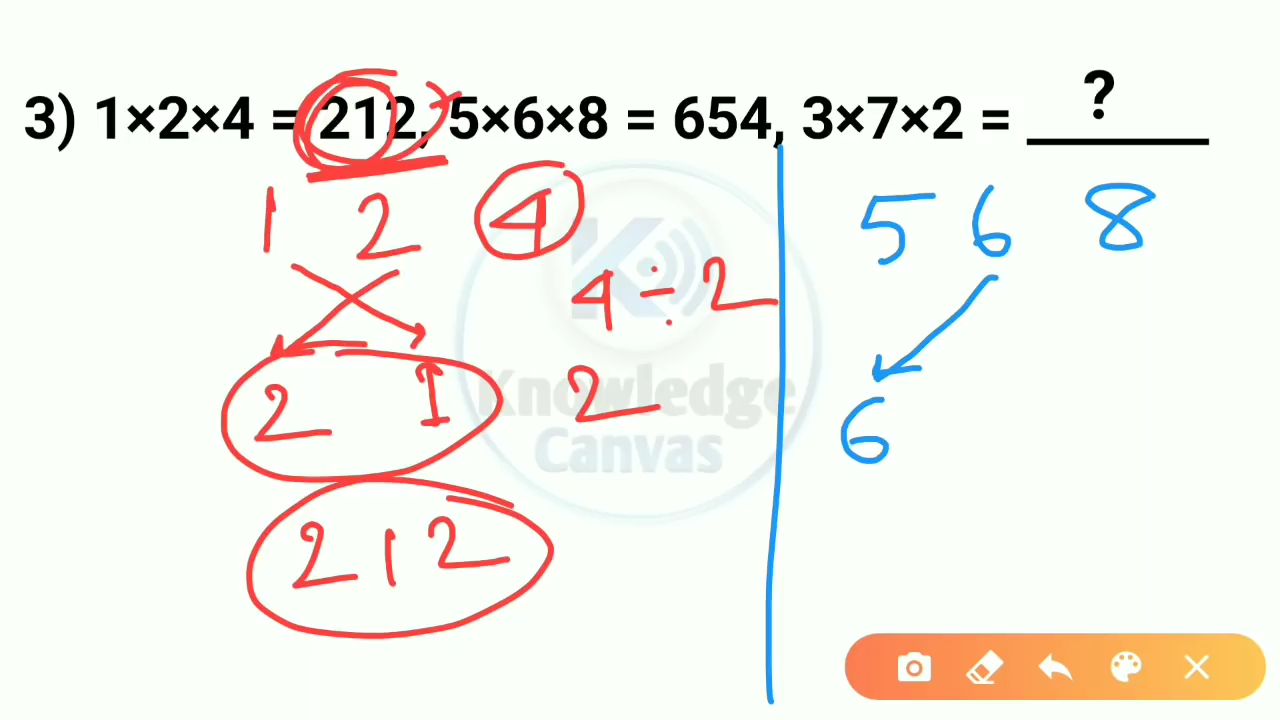 3) 1×2×4 = 212, 5×6×8 = 654, 3×7×2 = ?
1 2 4
5 6 8
4 ÷ 2
2 1 2
6
212
Knowledge
Canvas